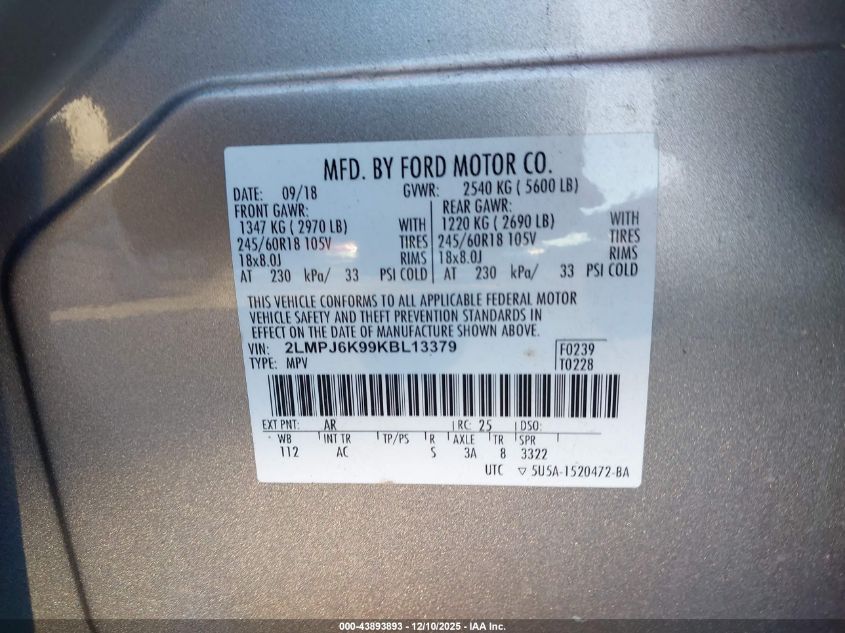 MFD. BY FORD MOTOR CO.
DATE: 09/18 GVWR: 2540 KG ( 5600 LB)
FRONT GAWR: REAR GAWR:
1347 KG ( 2970 LB) WITH 1220 KG ( 2690 LB) WITH
245/60R18 105V TIRES 245/60R18 105V TIRES
18x8.0J RIMS 18x8.0J RIMS
AT 230 kPa/ 33 PSI COLD AT 230 kPa/ 33 PSI COLD
THIS VEHICLE CONFORMS TO ALL APPLICABLE FEDERAL MOTOR
VEHICLE SAFETY AND THEFT PREVENTION STANDARDS IN
EFFECT ON THE DATE OF MANUFACTURE SHOWN ABOVE.
VIN: 2LMPJ6K99KBL13379 F0239
TYPE: MPV T0228
EXT PNT: AR RC: 25 DSO:
WB INT TR TP/PS R AXLE TR SPR
112 AC S 3A 8 3322
UTC ▽ 5U5A-1520472-BA
000-43893893 - 12/10/2025 - IAA Inc.